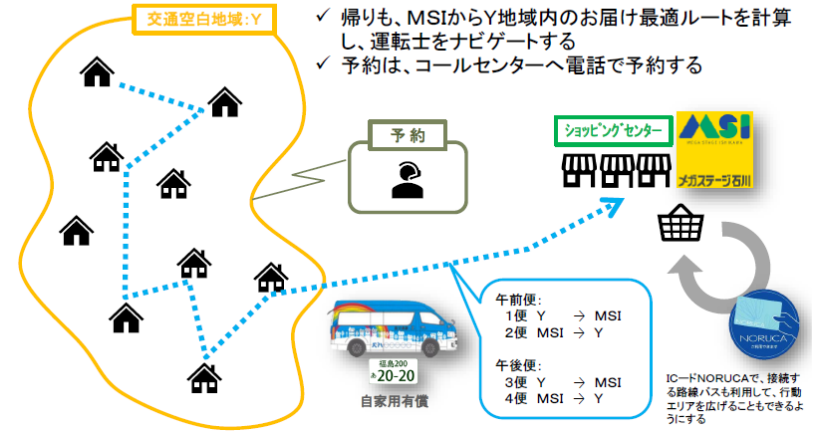 交通空白地域:Y
✓ 帰りも、MSIからY地域内のお届け最適ルートを計算
し、運転士をナビゲートする
✓ 予約は、コールセンターへ電話で予約する
予約
ショッピングセンター
MSI
メガステージ石川
午前便:
1便 Y → MSI
2便 MSI → Y
午後便:
3便 Y → MSI
4便 MSI → Y
福島200
あ20-20
自家用有償
NORUCA
ICードNORUCAで、接続す
る路線バスも利用して、行動
エリアを広げることもできるよ
うにする